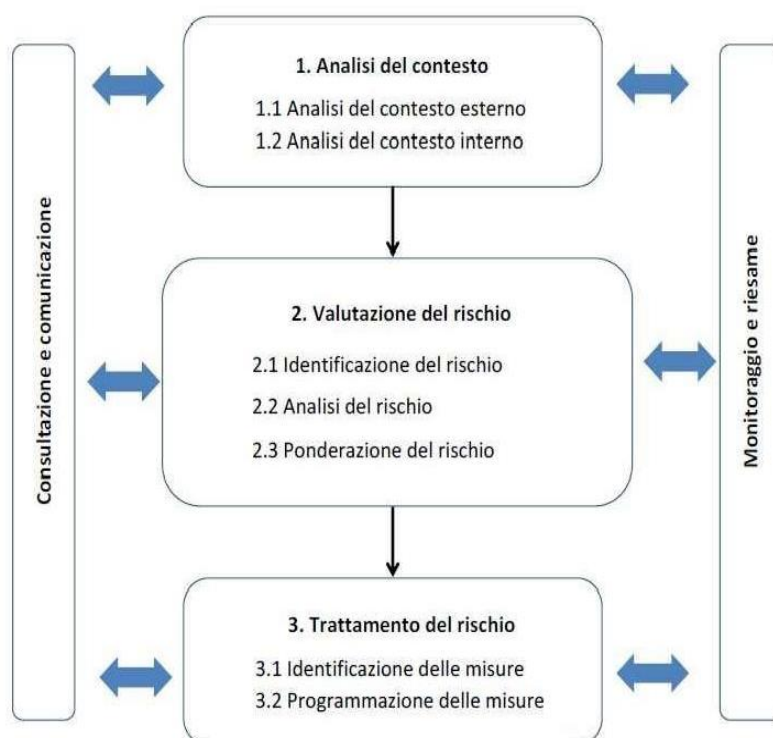 Consultazione e comunicazione
1. Analisi del contesto
1.1 Analisi del contesto esterno
1.2 Analisi del contesto interno
2. Valutazione del rischio
2.1 Identificazione del rischio
2.2 Analisi del rischio
2.3 Ponderazione del rischio
3. Trattamento del rischio
3.1 Identificazione delle misure
3.2 Programmazione delle misure
Monitoraggio e riesame